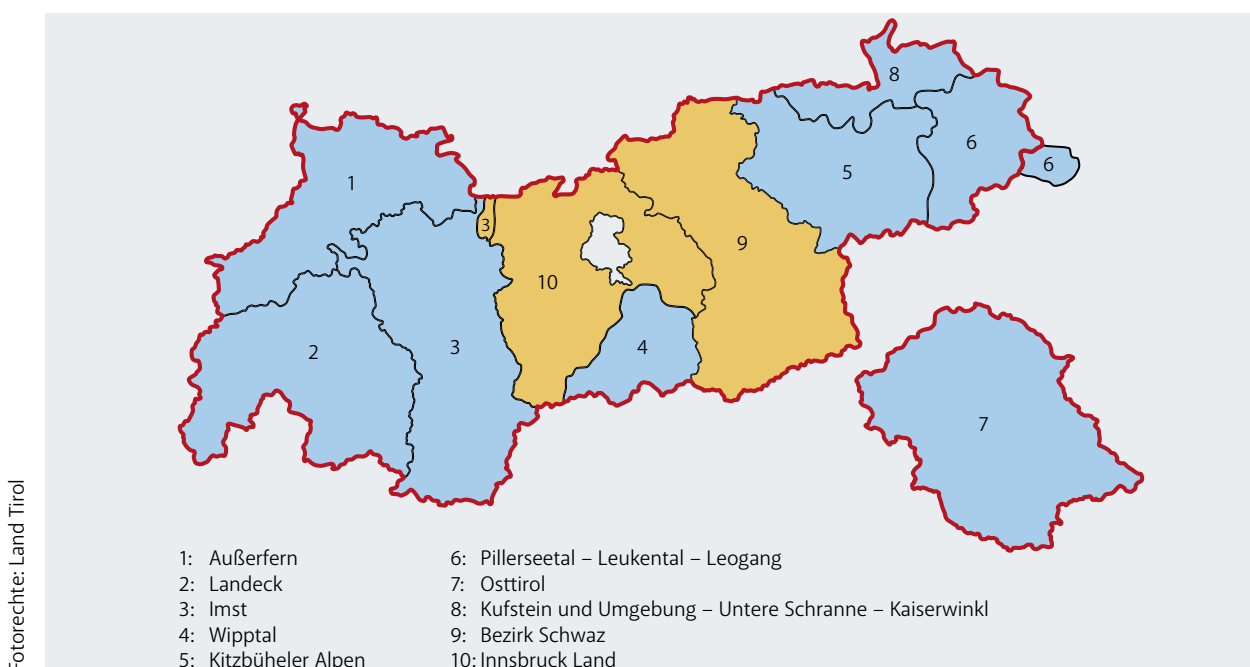 8
6
6
1
5
3
9
10
4
3
2
7
Fotorechte: Land Tirol
1: Außerfern
2: Landeck
3: Imst
4: Wipptal
5: Kitzbüheler Alpen
6: Pillerseetal – Leukental – Leogang
7: Osttirol
8: Kufstein und Umgebung – Untere Schranne – Kaiserwinkl
9: Bezirk Schwaz
10: Innsbruck Land